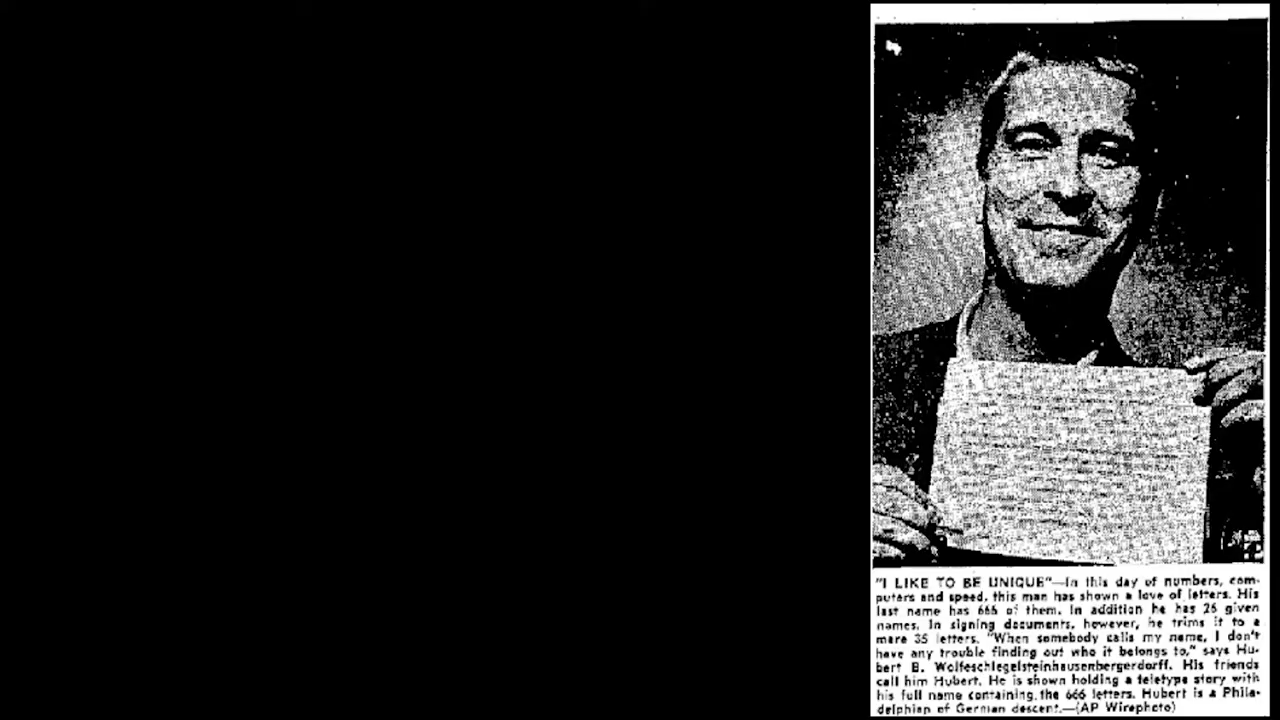 "I LIKE TO BE UNIQUE"—In this day of numbers, com-
puters and speed, this man has shown a love of letters. His
last name has 666 of them. In addition he has 26 given
names. In signing documents, however, he trims it to a
mere 35 letters. "When somebody calls my name, I don't
have any trouble finding out who it belongs to," says Hu-
bert B. Wolfeschlegelsteinhausenbergerdorff. His friends
call him Hubert. He is shown holding a teletype story with
his full name containing the 666 letters. Hubert is a Phila-
delphian of German descent.—(AP Wirephoto)